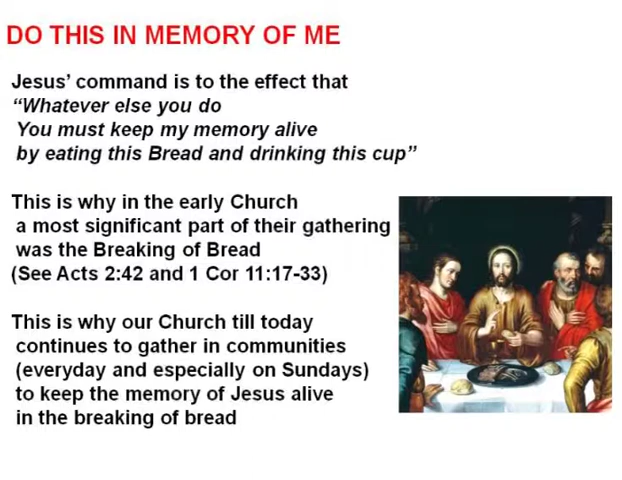 DO THIS IN MEMORY OF ME
Jesus' command is to the effect that
“Whatever else you do
You must keep my memory alive
by eating this Bread and drinking this cup”
This is why in the early Church
a most significant part of their gathering
was the Breaking of Bread
(See Acts 2:42 and 1 Cor 11:17-33)
This is why our Church till today
continues to gather in communities
(everyday and especially on Sundays)
to keep the memory of Jesus alive
in the breaking of bread